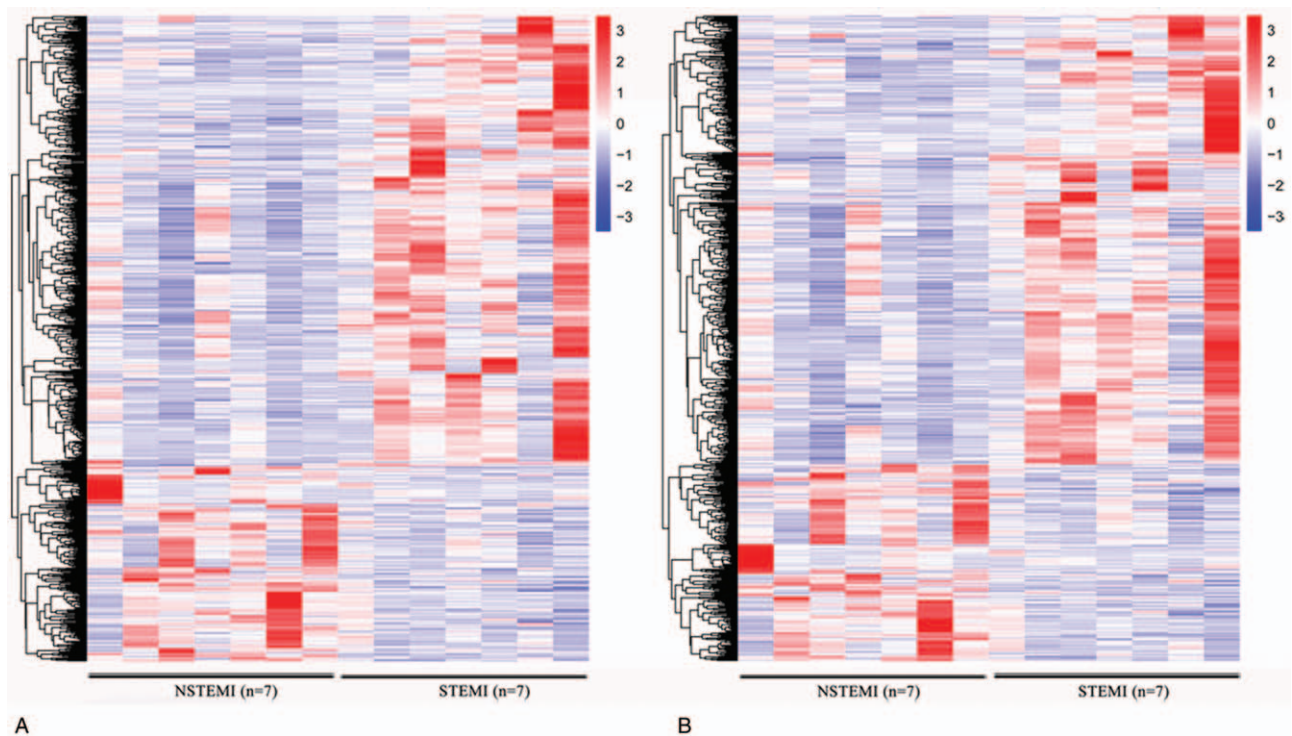 3
2
1
0
−1
−2
−3
NSTEMI (n=7)
STEMI (n=7)
A
3
2
1
0
−1
−2
−3
NSTEMI (n=7)
STEMI (n=7)
B